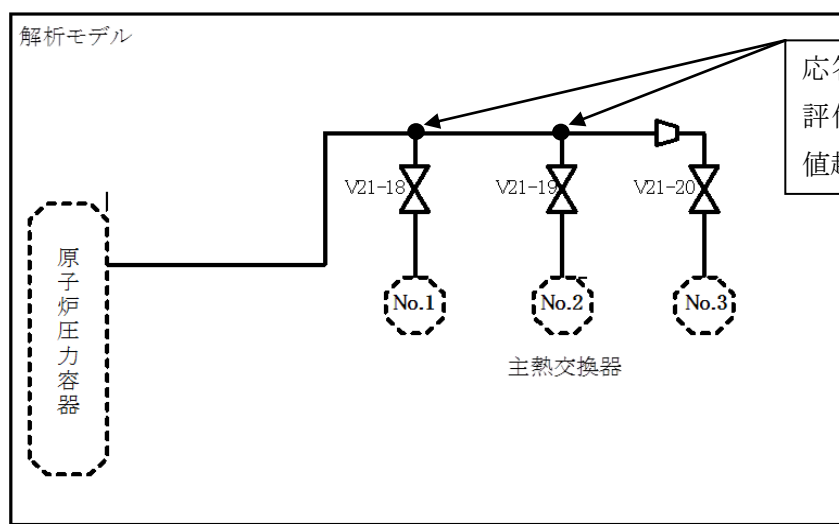 解析モデル
応
評
値
V21-18
V21-19
V21-20
原子炉圧力容器
No.1
No.2
No.3
主熱交換器